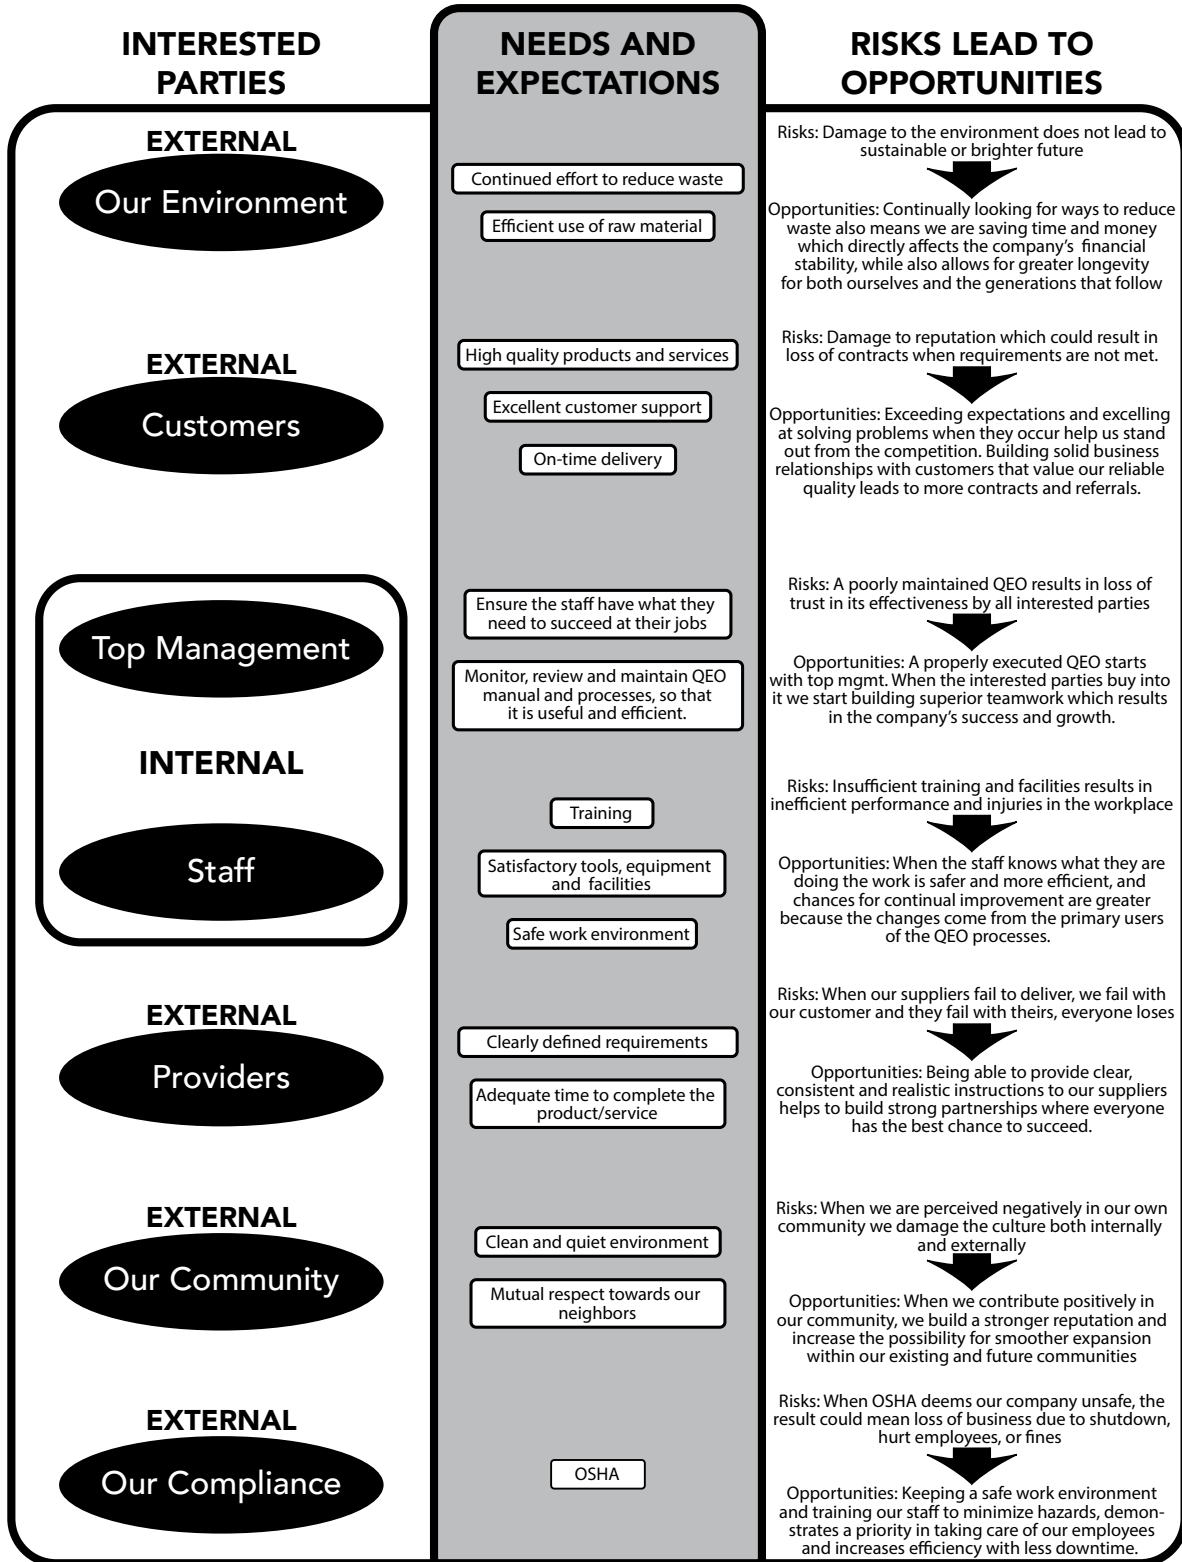 INTERESTED
PARTIES
NEEDS AND
EXPECTATIONS
RISKS LEAD TO
OPPORTUNITIES
EXTERNAL
Our Environment
Continued effort to reduce waste
Efficient use of raw material
Risks: Damage to the environment does not lead to
sustainable or brighter future
Opportunities: Continually looking for ways to reduce
waste also means we are saving time and money
which directly affects the company's financial
stability, while also allows for greater longevity
for both ourselves and the generations that follow
EXTERNAL
Customers
High quality products and services
Excellent customer support
On-time delivery
Risks: Damage to reputation which could result in
loss of contracts when requirements are not met.
Opportunities: Exceeding expectations and excelling
at solving problems when they occur help us stand
out from the competition. Building solid business
relationships with customers that value our reliable
quality leads to more contracts and referrals.
Top Management
Ensure the staff have what they
need to succeed at their jobs
Monitor, review and maintain QEO
manual and processes, so that
it is useful and efficient.
Risks: A poorly maintained QEO results in loss of
trust in its effectiveness by all interested parties
Opportunities: A properly executed QEO starts
with top mgmt. When the interested parties buy into
it we start building superior teamwork which results
in the company's success and growth.
INTERNAL
Staff
Training
Satisfactory tools, equipment
and facilities
Safe work environment
Risks: Insufficient training and facilities results in
inefficient performance and injuries in the workplace
Opportunities: When the staff knows what they are
doing the work is safer and more efficient, and
chances for continual improvement are greater
because the changes come from the primary users
of the QEO processes.
EXTERNAL
Providers
Clearly defined requirements
Adequate time to complete the
product/service
Risks: When our suppliers fail to deliver, we fail with
our customer and they fail with theirs, everyone loses
Opportunities: Being able to provide clear,
consistent and realistic instructions to our suppliers
helps to build strong partnerships where everyone
has the best chance to succeed.
EXTERNAL
Our Community
Clean and quiet environment
Mutual respect towards our
neighbors
Risks: When we are perceived negatively in our own
community we damage the culture both internally
and externally
Opportunities: When we contribute positively in
our community, we build a stronger reputation and
increase the possibility for smoother expansion
within our existing and future communities
EXTERNAL
Our Compliance
OSHA
Risks: When OSHA deems our company unsafe, the
result could mean loss of business due to shutdown,
hurt employees, or fines
Opportunities: Keeping a safe work environment
and training our staff to minimize hazards, demon-
strates a priority in taking care of our employees
and increases efficiency with less downtime.